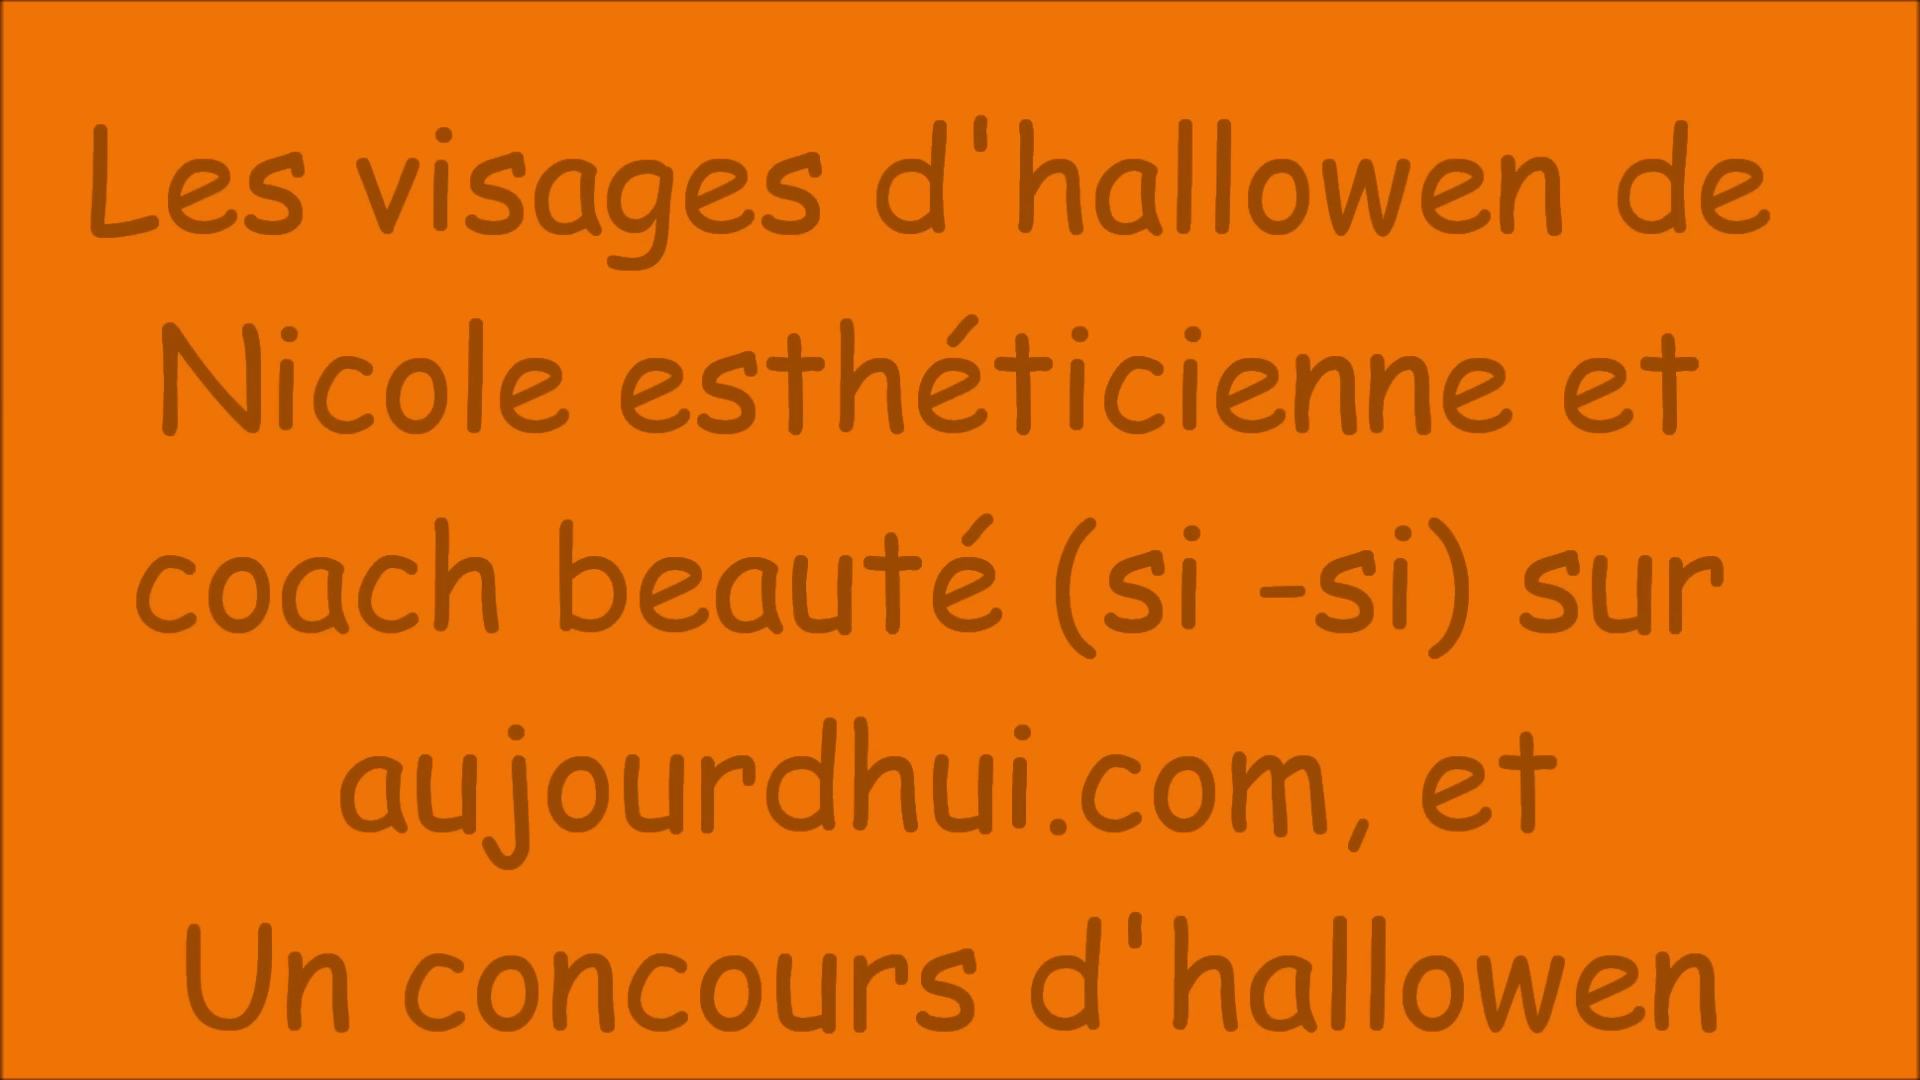 Les visages d'hallowen de
Nicole esthéticienne et
coach beauté (si -si) sur
aujourdhui.com, et
Un concours d'hallowen